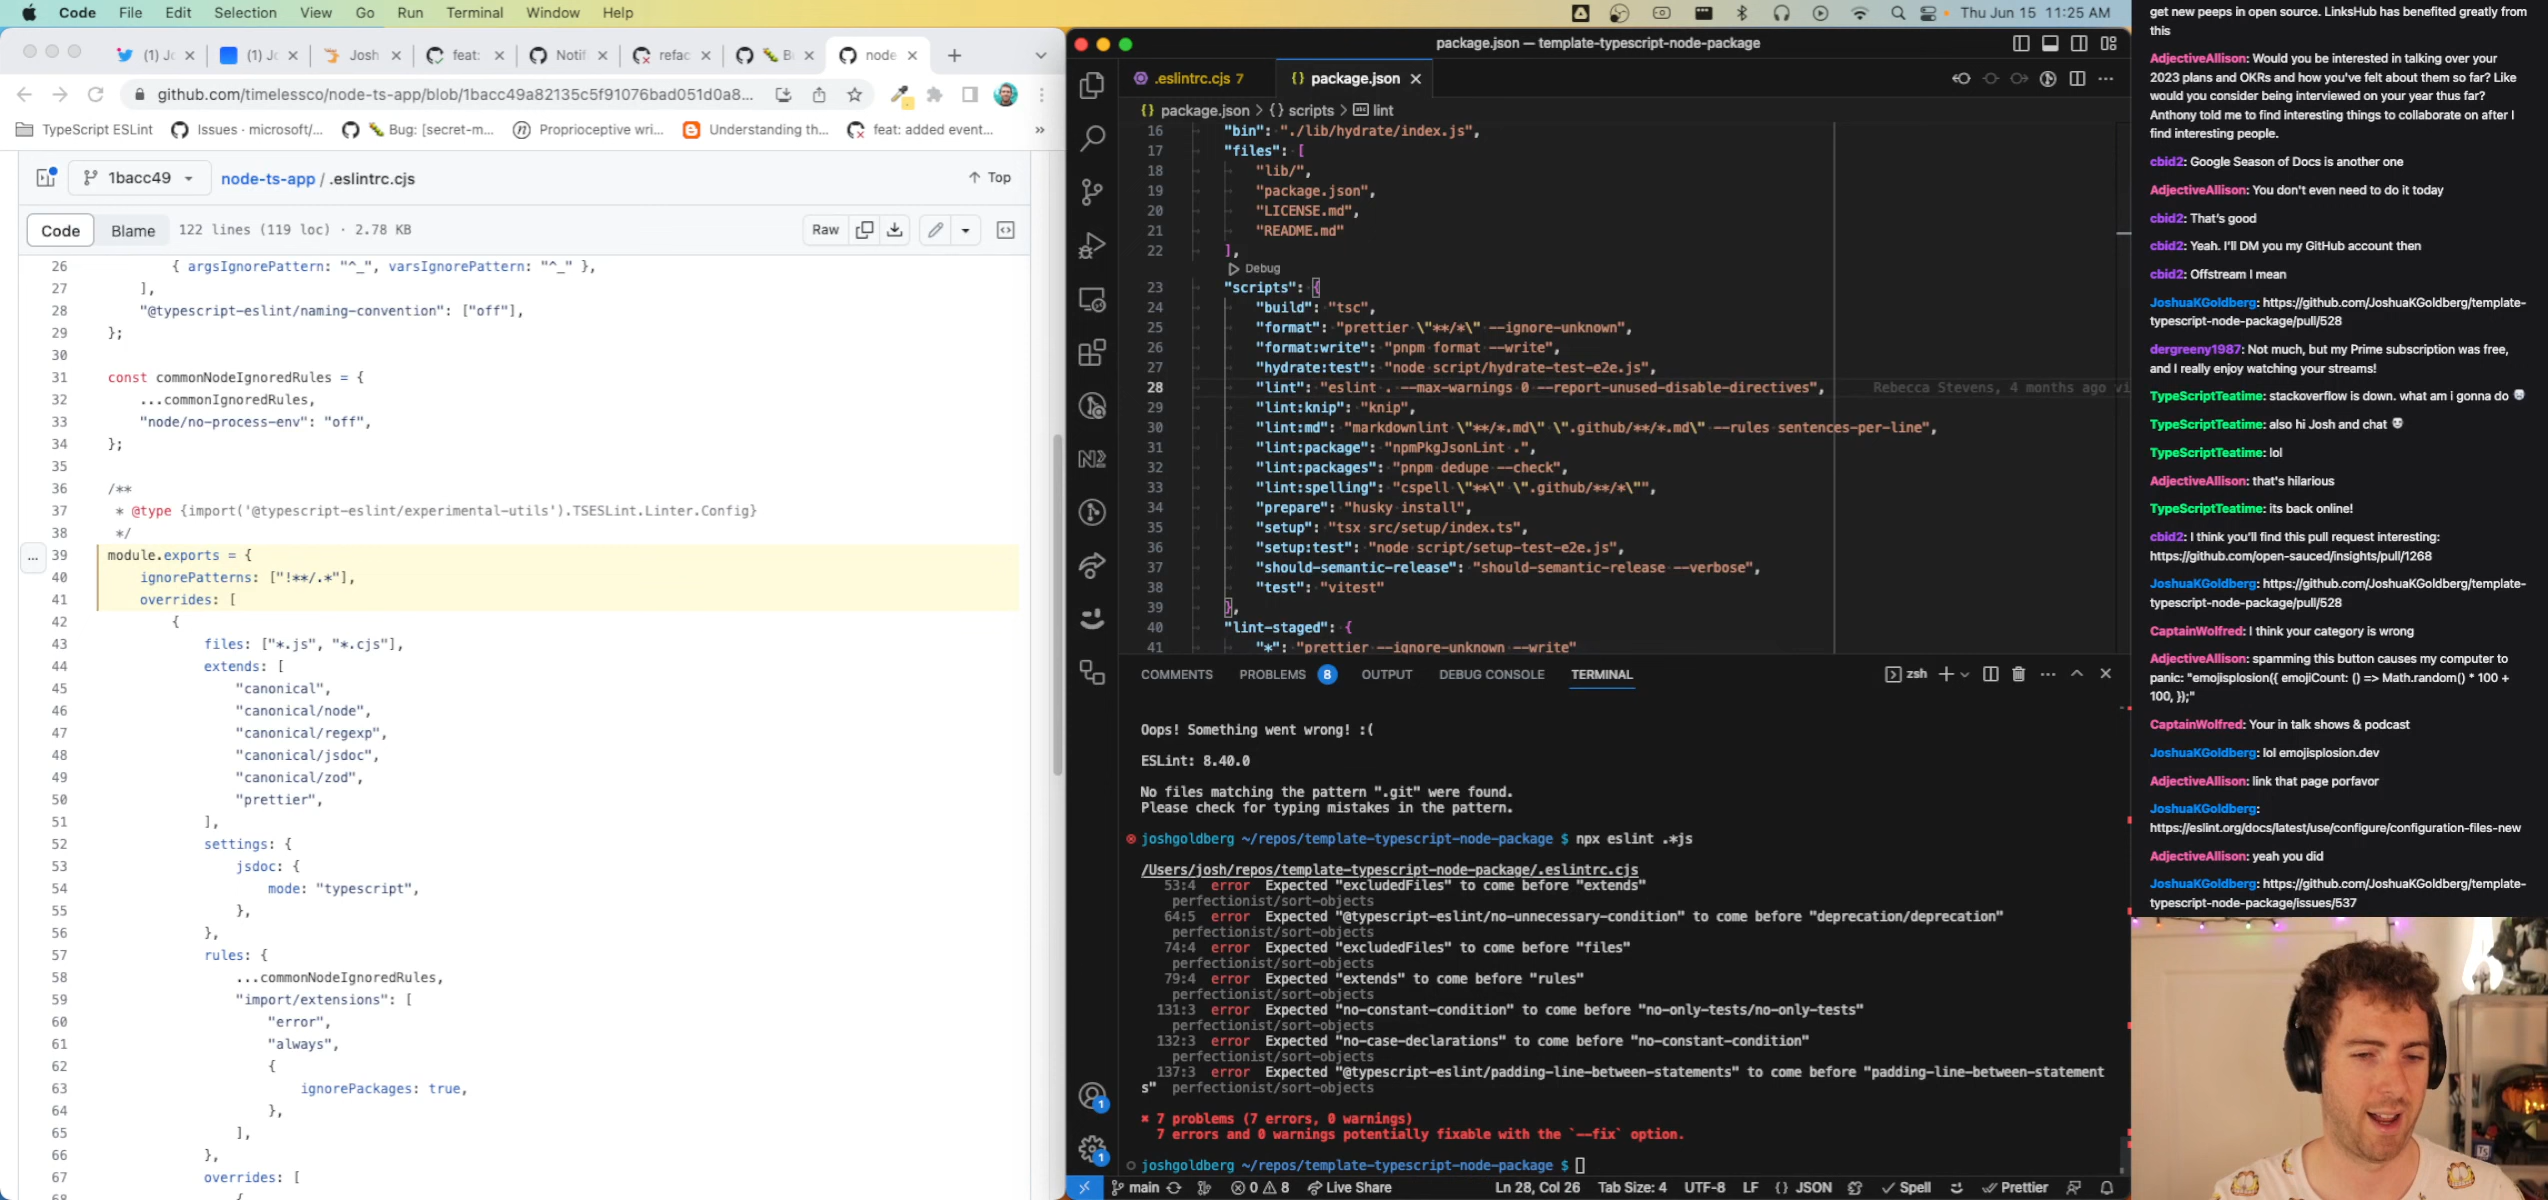 Code File Edit Selection View Go Run Terminal Window Help
Thu Jun 15 11:25 AM
(1) Jo
(1) Jo
Josh
feat:
Notif
refac
node
github.com/timelessco/node-ts-app/blob/1bacc49a82135c5f91076bad051d0a8...
TypeScript ESLint
Issues · microsoft/...
Bug: [secret-m...
Proprioceptive wri...
Understanding th...
feat: added event...
»
1bacc49
node-ts-app / .eslintrc.cjs
Top
Code Blame 122 lines (119 loc) · 2.78 KB
Raw
26 { argsIgnorePattern: "^_", varsIgnorePattern: "^_" },
27 ],
28 "@typescript-eslint/naming-convention": ["off"],
29 };
30
31 const commonNodeIgnoredRules = {
32 ...commonIgnoredRules,
33 "node/no-process-env": "off",
34 };
35
36 /**
37 * @type {import('@typescript-eslint/experimental-utils').TSESLint.Linter.Config}
38 */
39 module.exports = {
40 ignorePatterns: ["!**/.*"],
41 overrides: [
42 {
43 files: ["*.js", "*.cjs"],
44 extends: [
45 "canonical",
46 "canonical/node",
47 "canonical/regexp",
48 "canonical/jsdoc",
49 "canonical/zod",
50 "prettier",
51 ],
52 settings: {
53 jsdoc: {
54 mode: "typescript",
55 },
56 },
57 rules: {
58 ...commonNodeIgnoredRules,
59 "import/extensions": [
60 "error",
61 "always",
62 {
63 ignorePackages: true,
64 },
65 ],
66 },
67 overrides: [
68 {
package.json — template-typescript-node-package
.eslintrc.cjs 7
{} package.json
{} package.json > {} scripts > lint
16 "bin": "./lib/hydrate/index.js",
17 "files": [
18 "lib/",
19 "package.json",
20 "LICENSE.md",
21 "README.md"
22 ],
Debug
23 "scripts": {
24 "build": "tsc",
25 "format": "prettier \"**/*\" --ignore-unknown",
26 "format:write": "pnpm format --write",
27 "hydrate:test": "node script/hydrate-test-e2e.js",
28 "lint": "eslint . --max-warnings 0 --report-unused-disable-directives", Rebecca Stevens, 4 months ago vi
29 "lint:knip": "knip",
30 "lint:md": "markdownlint \"**/*.md\" \".github/**/*.md\" --rules sentences-per-line",
31 "lint:package": "npmPkgJsonLint .",
32 "lint:packages": "pnpm dedupe --check",
33 "lint:spelling": "cspell \"**\" \".github/**/*\"",
34 "prepare": "husky install",
35 "setup": "tsx src/setup/index.ts",
36 "setup:test": "node script/setup-test-e2e.js",
37 "should-semantic-release": "should-semantic-release --verbose",
38 "test": "vitest"
39 },
40 "lint-staged": {
41 "*": "prettier --ignore-unknown --write"
COMMENTS PROBLEMS 8 OUTPUT DEBUG CONSOLE TERMINAL
zsh
Oops! Something went wrong! :(
ESLint: 8.40.0
No files matching the pattern ".git" were found.
Please check for typing mistakes in the pattern.
joshgoldberg ~/repos/template-typescript-node-package $ npx eslint .*js
/Users/josh/repos/template-typescript-node-package/.eslintrc.cjs
53:4 error Expected "excludedFiles" to come before "extends"
perfectionist/sort-objects
64:5 error Expected "@typescript-eslint/no-unnecessary-condition" to come before "deprecation/deprecation"
perfectionist/sort-objects
74:4 error Expected "excludedFiles" to come before "files"
perfectionist/sort-objects
79:4 error Expected "extends" to come before "rules"
perfectionist/sort-objects
131:3 error Expected "no-constant-condition" to come before "no-only-tests/no-only-tests"
perfectionist/sort-objects
132:3 error Expected "no-case-declarations" to come before "no-constant-condition"
perfectionist/sort-objects
137:3 error Expected "@typescript-eslint/padding-line-between-statements" to come before "padding-line-between-statement
s" perfectionist/sort-objects
✖ 7 problems (7 errors, 0 warnings)
7 errors and 0 warnings potentially fixable with the `--fix` option.
joshgoldberg ~/repos/template-typescript-node-package $
1
1
main
0 8
Live Share
Ln 28, Col 26 Tab Size: 4 UTF-8 LF {} JSON
Spell
Prettier
get new peeps in open source. LinksHub has benefited greatly from
this
AdjectiveAllison: Would you be interested in talking over your
2023 plans and OKRs and how you've felt about them so far? Like
would you consider being interviewed on your year thus far?
Anthony told me to find interesting things to collaborate on after I
find interesting people.
cbid2: Google Season of Docs is another one
AdjectiveAllison: You don't even need to do it today
cbid2: That's good
cbid2: Yeah. I'll DM you my GitHub account then
cbid2: Offstream I mean
JoshuaKGoldberg: https://github.com/JoshuaKGoldberg/template-
typescript-node-package/pull/528
dergreeny1987: Not much, but my Prime subscription was free,
and I really enjoy watching your streams!
TypeScriptTeatime: stackoverflow is down. what am i gonna do
TypeScriptTeatime: also hi Josh and chat
TypeScriptTeatime: lol
AdjectiveAllison: that's hilarious
TypeScriptTeatime: its back online!
cbid2: I think you'll find this pull request interesting:
https://github.com/open-sauced/insights/pull/1268
JoshuaKGoldberg: https://github.com/JoshuaKGoldberg/template-
typescript-node-package/pull/528
CaptainWolfred: I think your category is wrong
AdjectiveAllison: spamming this button causes my computer to
panic: "emojisplosion({ emojiCount: () => Math.random() * 100 +
100, });"
CaptainWolfred: Your in talk shows & podcast
JoshuaKGoldberg: lol emojisplosion.dev
AdjectiveAllison: link that page porfavor
JoshuaKGoldberg:
https://eslint.org/docs/latest/use/configure/configuration-files-new
AdjectiveAllison: yeah you did
JoshuaKGoldberg: https://github.com/JoshuaKGoldberg/template-
typescript-node-package/issues/537